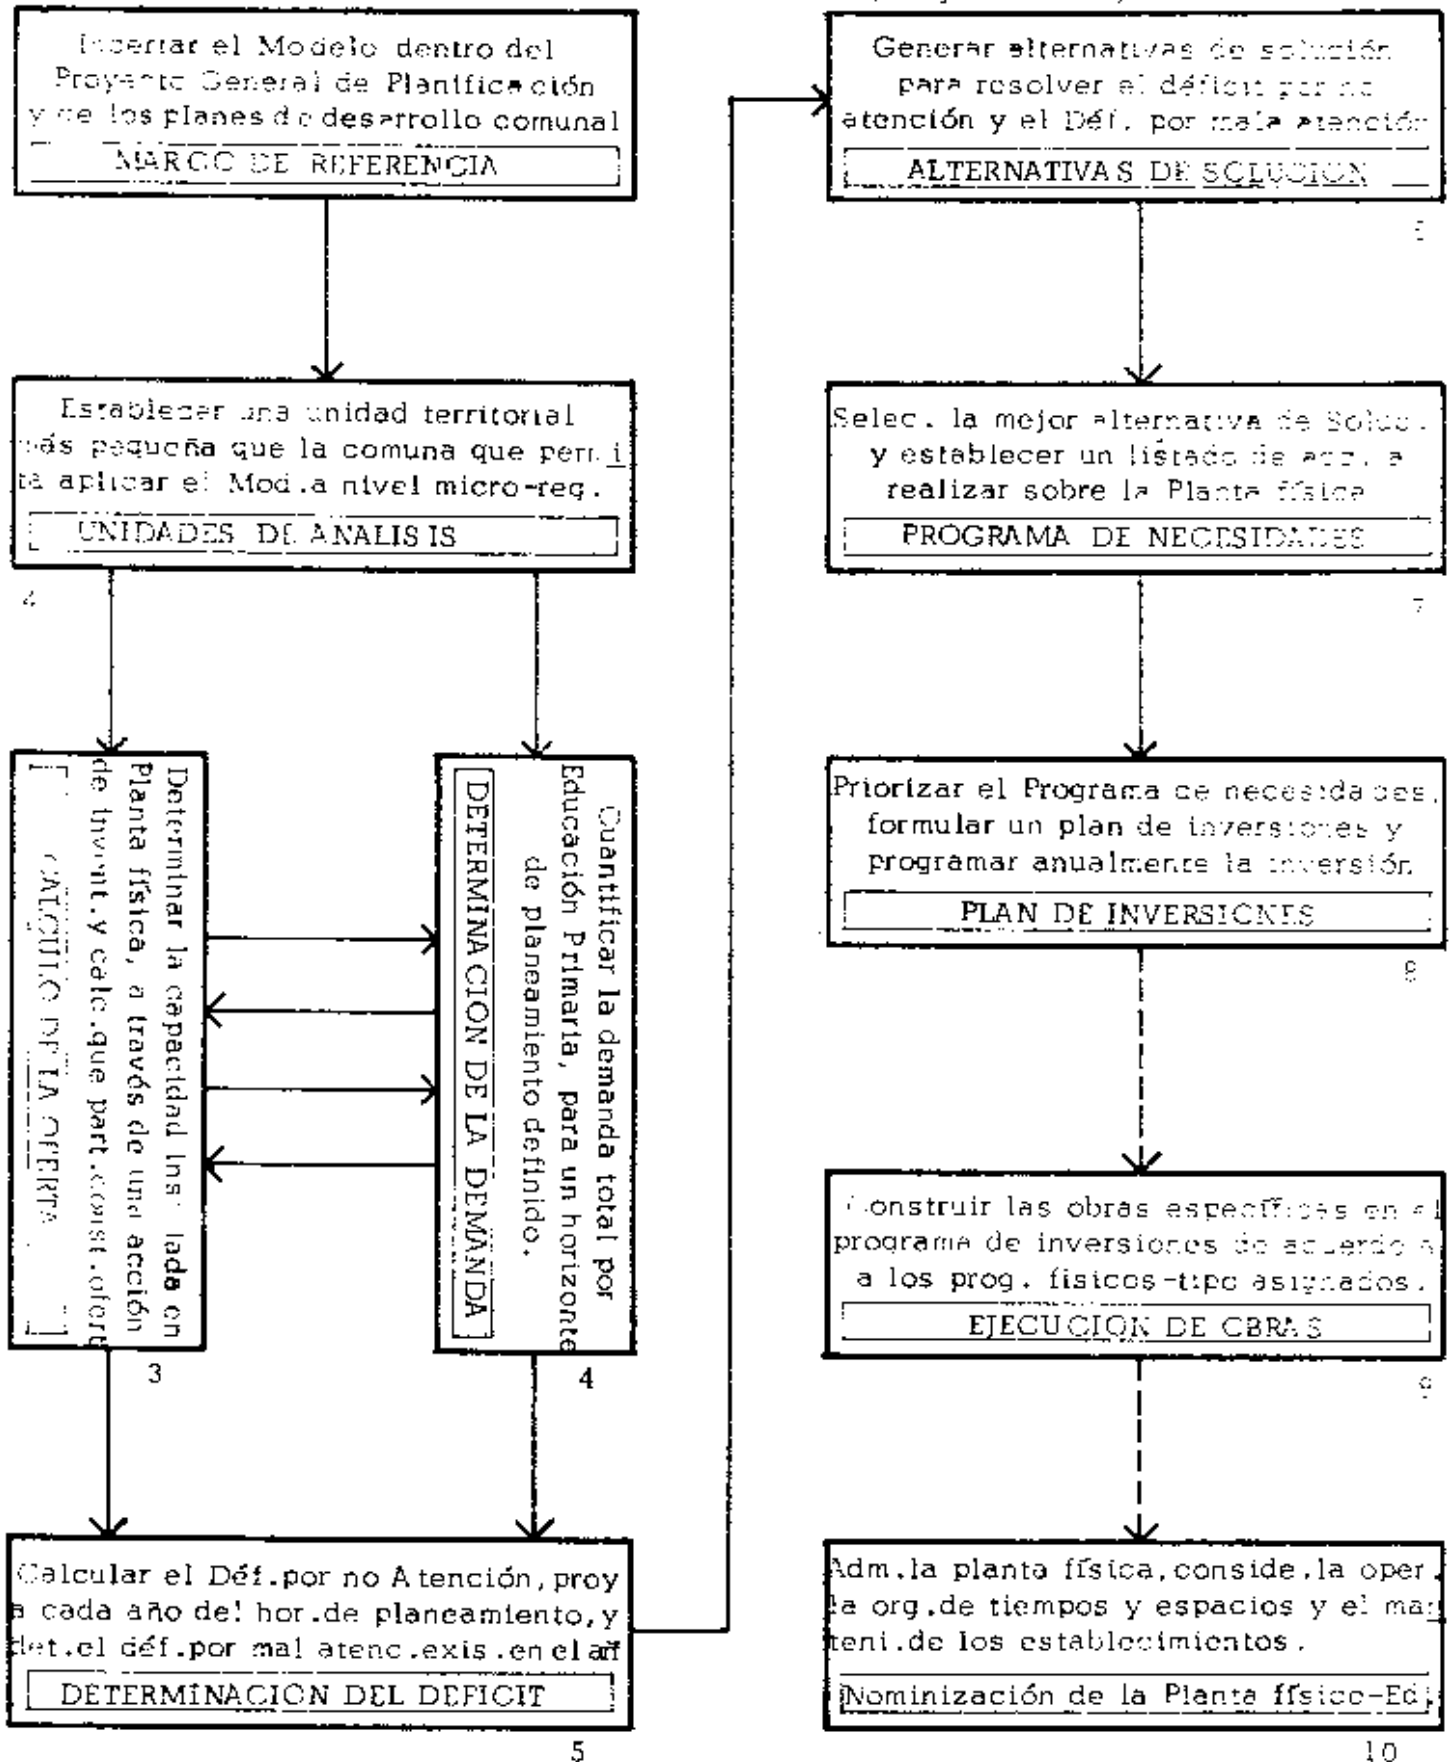 el Modelo dentro del
Proyecto General de Planificación
y de los planes de desarrollo comunal
MARCO DE REFERENCIA
Establecer una unidad territorial
más pequeña que la comuna que permi
ta aplicar el Mod.a nivel micro-reg.
UNIDADES DE ANALISIS
Determinar la capacidad lada en
Planta física, a través de una acción
de invent.y calc.que part.const.ofert
CALCULO DE LA OFERTA
3
Cuantificar la demanda total por
Educación Primaria, para un horizonte
de planeamiento definido.
DETERMINACION DE LA DEMANDA
4
Calcular el Déf.por no Atención,proy
a cada año del hor.de planeamiento,y
det.el déf.por mal atenc.exis.en el añ
DETERMINACION DEL DEFICIT
5
Generar alternativas de solución
para resolver el déficit por no
atención y el Déf. por mala atención
ALTERNATIVAS DE SOLUCION
Selec. la mejor alternativa de Soluc.
y establecer un listado de acc. a
realizar sobre la Planta física
PROGRAMA DE NECESIDADES
7
Priorizar el Programa de necesidades,
formular un plan de inversiones y
programar anualmente la inversión
PLAN DE INVERSIONES
8
Construir las obras específicas en el
programa de inversiones de acuerdo a
a los prog. físicos-tipo asignados.
EJECUCION DE OBRAS
9
Adm.la planta física,conside.la oper.
la org.de tiempos y espacios y el man
teni.de los establecimientos.
Nominización de la Planta físico-Ed.
10